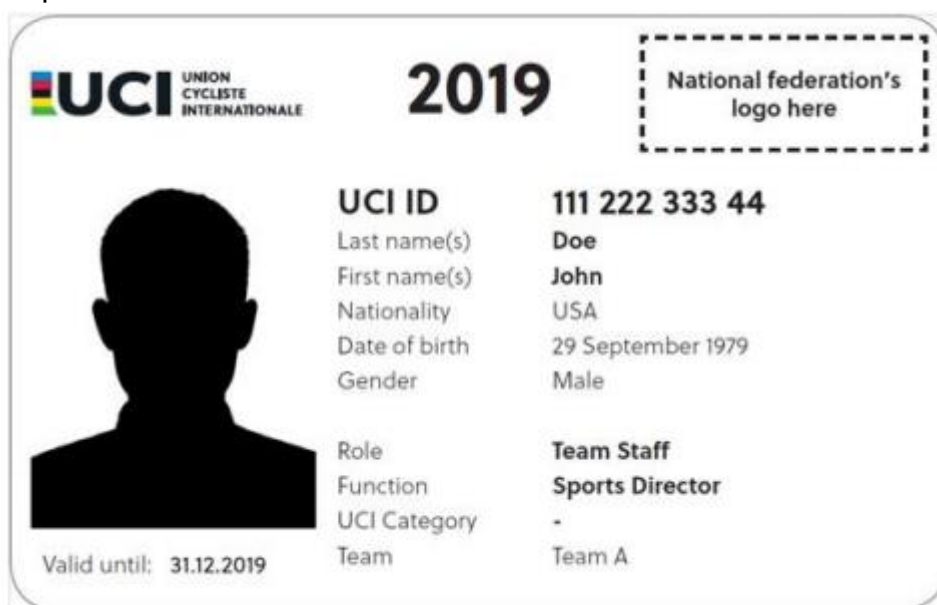 UCI UNION
CYCLISTE
INTERNATIONALE
2019
National federation's
logo here
UCI ID 111 222 333 44
Last name(s) Doe
First name(s) John
Nationality USA
Date of birth 29 September 1979
Gender Male
Role Team Staff
Function Sports Director
UCI Category -
Team Team A
Valid until: 31.12.2019